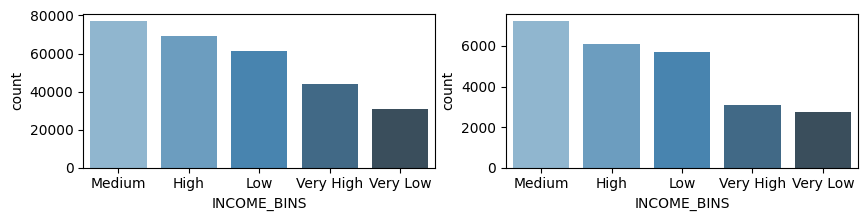 80000
60000
40000
20000
0
count
Medium High Low Very High Very Low
INCOME_BINS
6000
4000
2000
0
count
Medium High Low Very High Very Low
INCOME_BINS